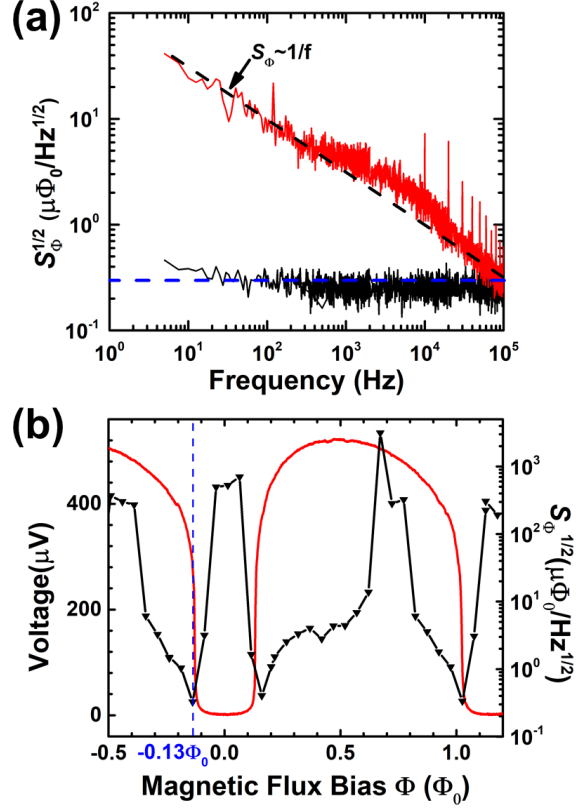 (a)
S_Φ~1/f
S_Φ^1/2 (μΦ_0/Hz^1/2)
10^2
10^1
10^0
10^-1
10^0 10^1 10^2 10^3 10^4 10^5
Frequency (Hz)
(b)
Voltage(μV)
400
200
0
S_Φ^1/2(μΦ_0/Hz^1/2)
10^3
10^2
10^1
10^0
10^-1
-0.5 -0.13Φ_0 0.0 0.5 1.0
Magnetic Flux Bias Φ (Φ_0)